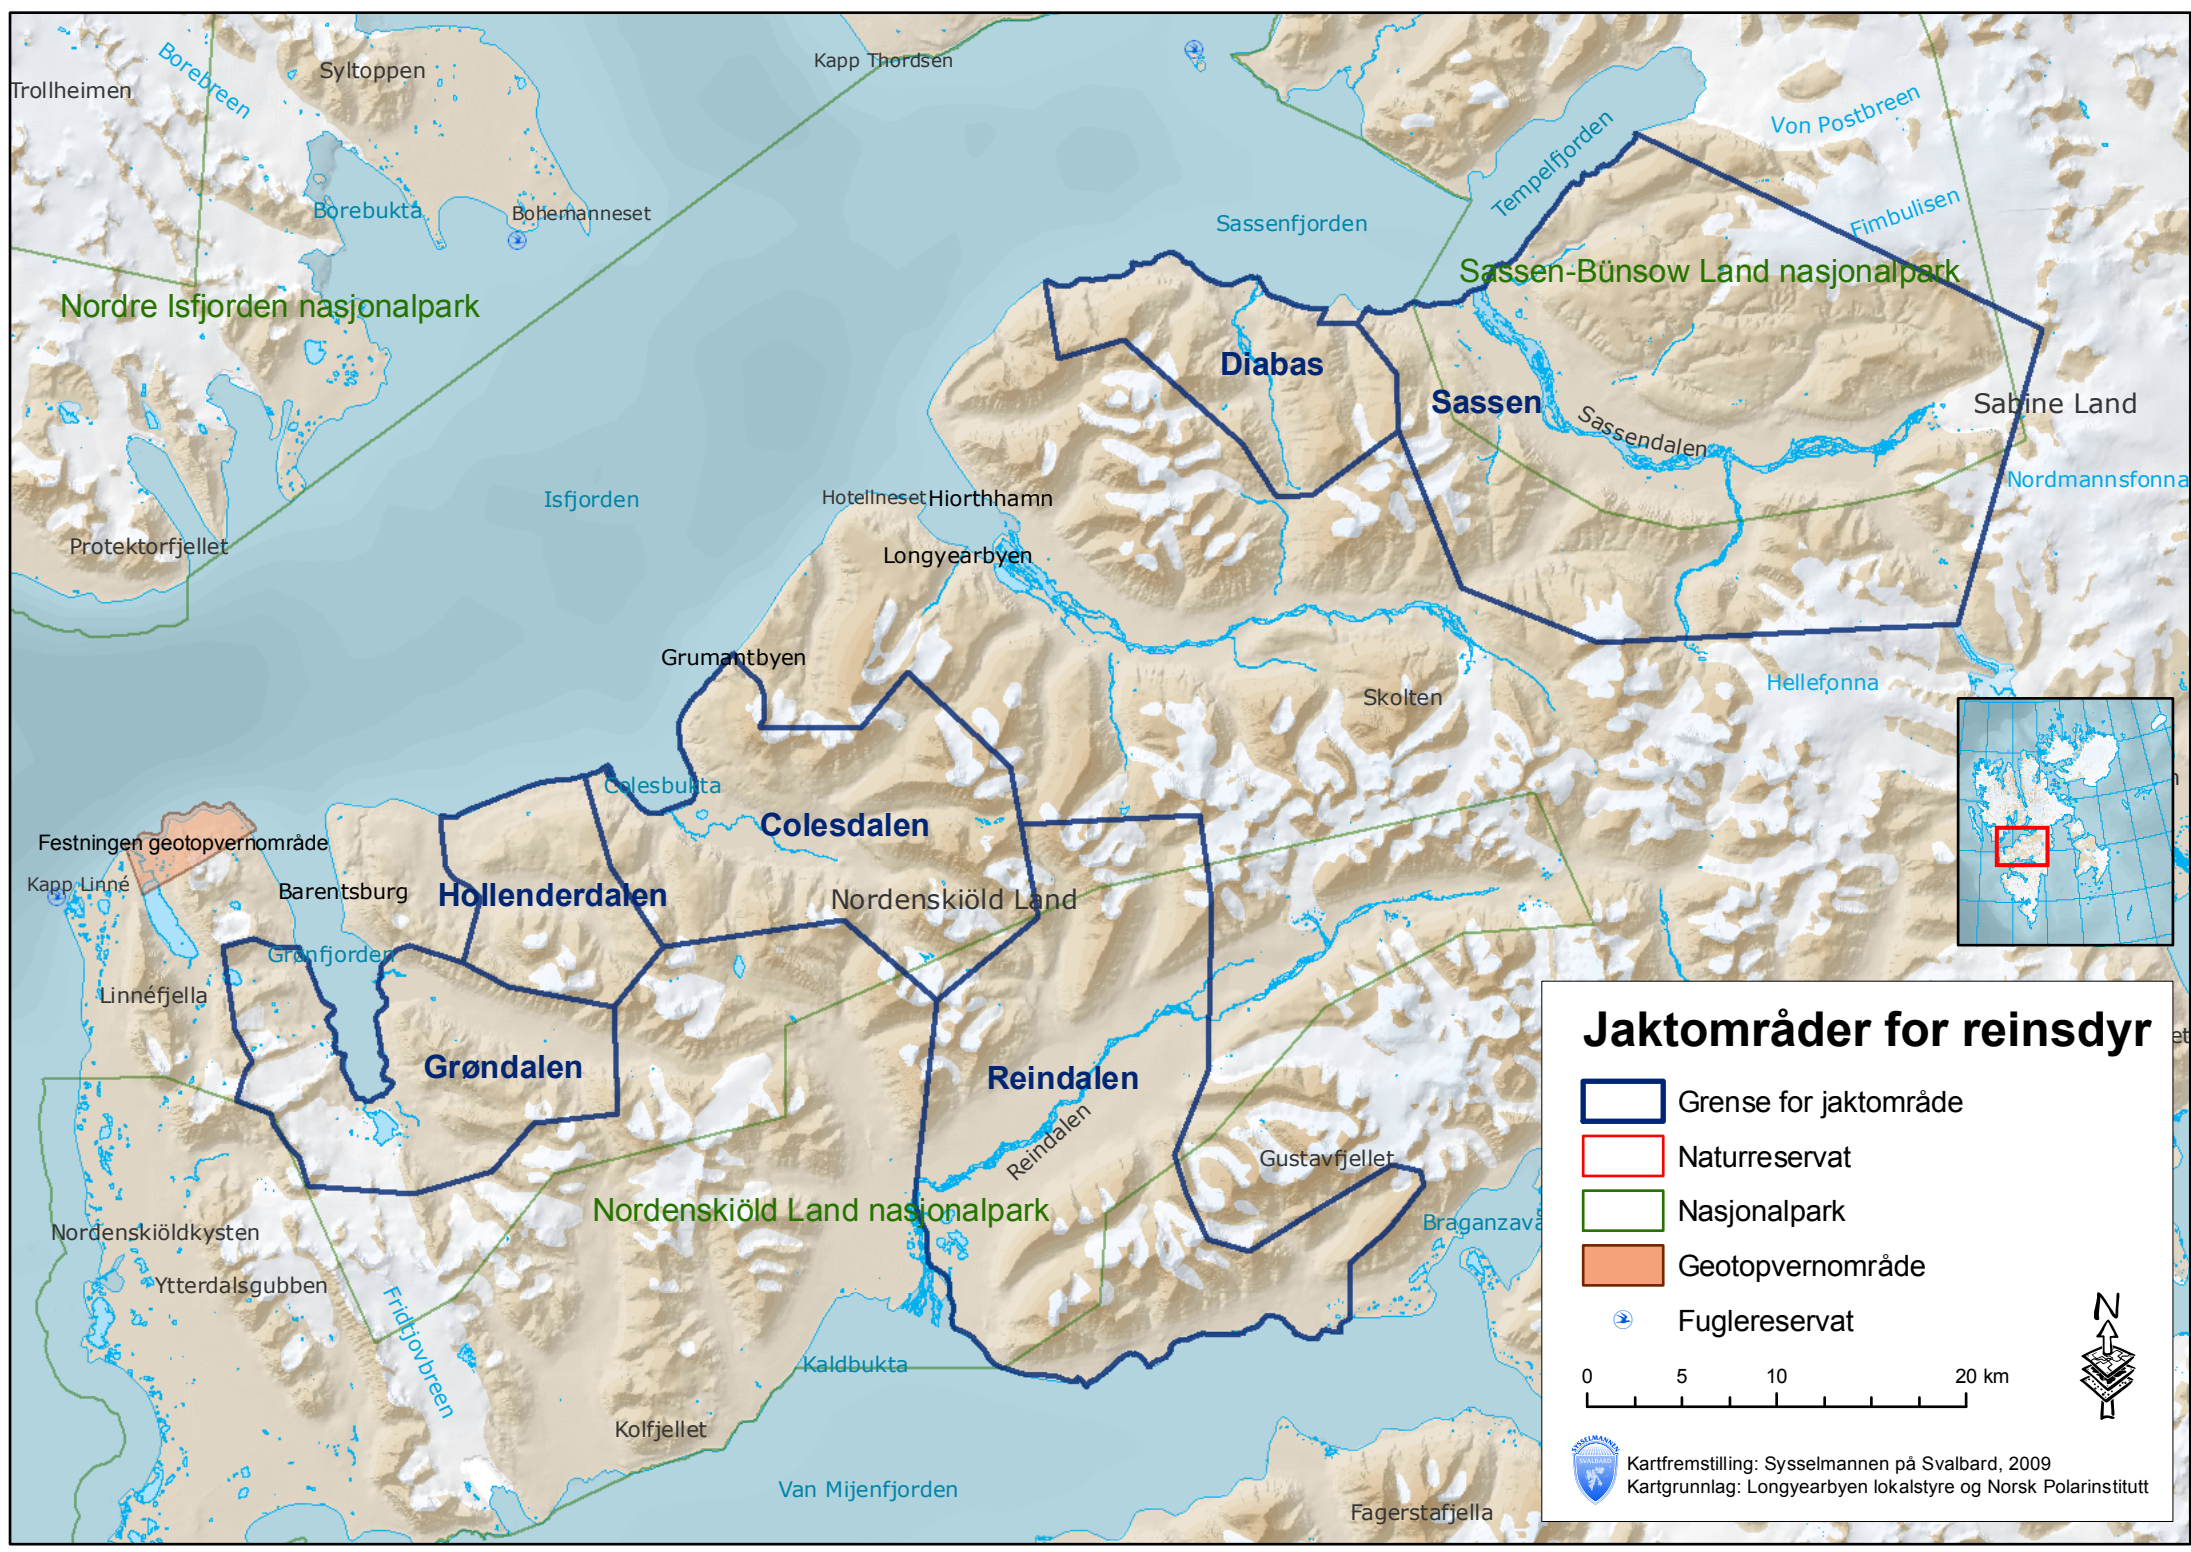 Trollheimen
Borebreen
Syltoppen
Kapp Thordsen
Von Postbreen
Tempelfjorden
Borebukta
Bohemanneset
Sassenfjorden
Fimbulisen
Sassen-Bünsow Land nasjonalpark
Nordre Isfjorden nasjonalpark
Diabas
Sassen
Sassendalen
Sabine Land
Nordmannsfonna
Isfjorden
Hotellneset
Hiorthhamn
Protektorfjellet
Longyearbyen
Grumantbyen
Skolten
Hellefonna
Colesbukta
Colesdalen
Festningen geotopvernområde
Kapp Linné
Barentsburg
Hollenderdalen
Nordenskiöld Land
Grønfjorden
Linnéfjella
Grøndalen
Reindalen
Reindalen
Gustavfjellet
Nordenskiöld Land nasjonalpark
Nordenskiöldkysten
Ytterdalsgubben
Fridtjovbreen
Kaldbukta
Kolfjellet
Van Mijenfjorden
Fagerstafjella
Jaktområder for reinsdyr
Grense for jaktområde
Naturreservat
Nasjonalpark
Geotopvernområde
Fuglereservat
N
0 5 10 20 km
SYSSELMANNEN
SVALBARD
Kartfremstilling: Sysselmannen på Svalbard, 2009
Kartgrunnlag: Longyearbyen lokalstyre og Norsk Polarinstitutt